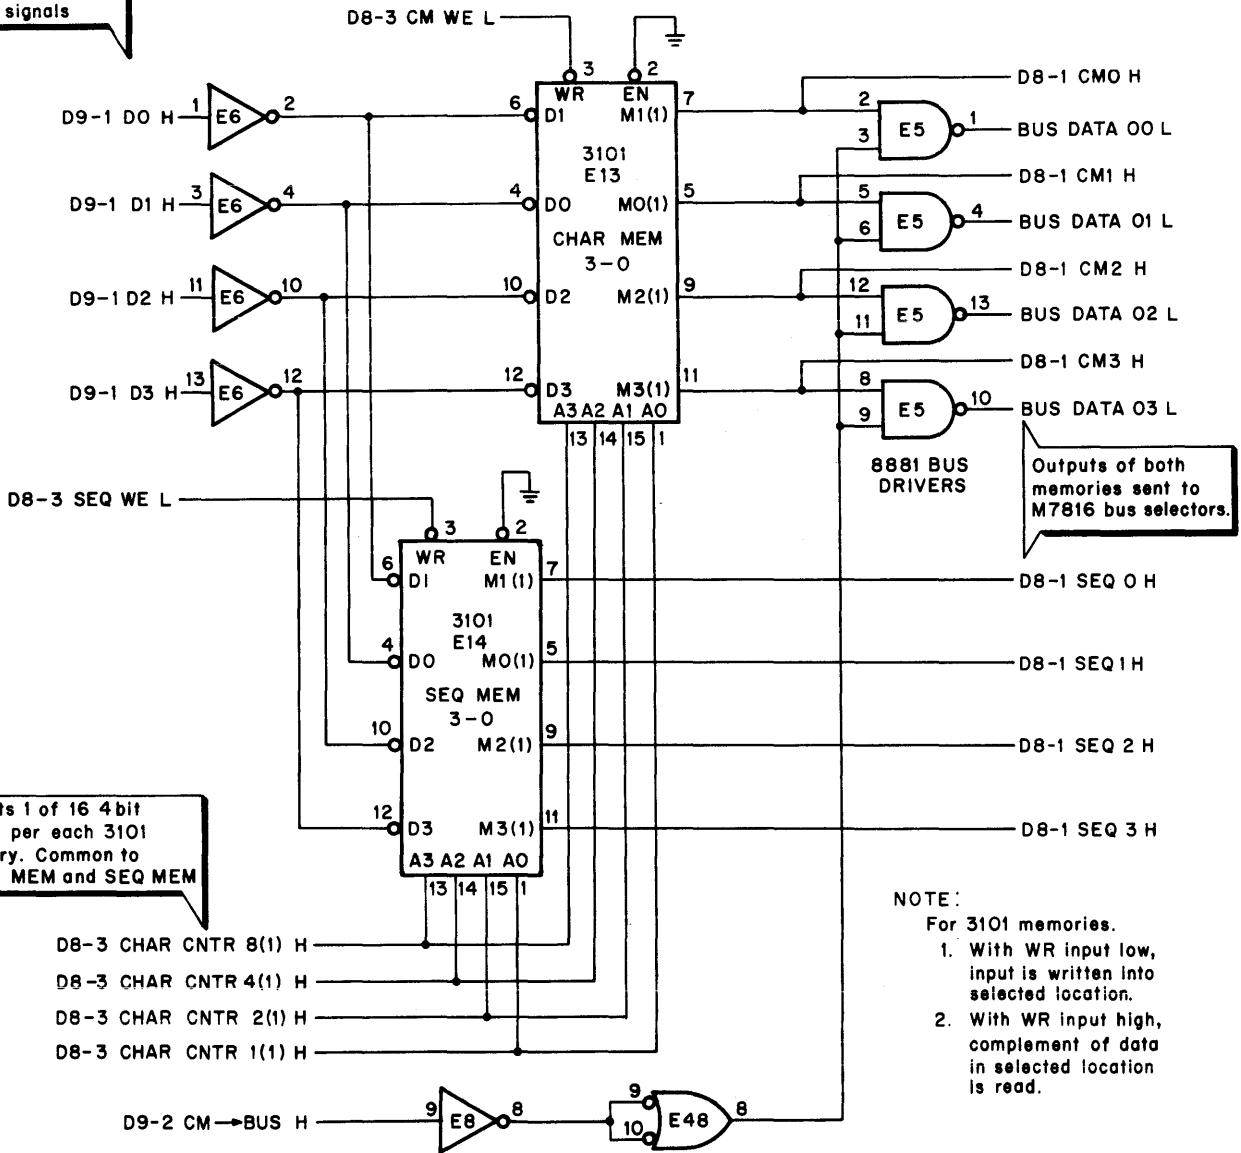 signals
D8-3 CM WE L
3 2
WR EN
D9-1 D0 H 1 E6 2 6 D1 M1(1) 7
D8-1 CM0 H
2 3 E5 1 BUS DATA 00 L
3101
E13
D9-1 D1 H 3 E6 4 4 D0 M0(1) 5
D8-1 CM1 H
5 6 E5 4 BUS DATA 01 L
CHAR MEM
3-0
D9-1 D2 H 11 E6 10 10 D2 M2(1) 9
D8-1 CM2 H
12 11 E5 13 BUS DATA 02 L
D9-1 D3 H 13 E6 12 12 D3 M3(1) 11
D8-1 CM3 H
8 9 E5 10 BUS DATA 03 L
A3 A2 A1 A0
13 14 15 1
8881 BUS
DRIVERS
Outputs of both
memories sent to
M7816 bus selectors.
D8-3 SEQ WE L
3 2
WR EN
6 D1 M1(1) 7 D8-1 SEQ 0 H
3101
E14
4 D0 M0(1) 5 D8-1 SEQ 1 H
SEQ MEM
3-0
10 D2 M2(1) 9 D8-1 SEQ 2 H
12 D3 M3(1) 11 D8-1 SEQ 3 H
A3 A2 A1 A0
13 14 15 1
ts 1 of 16 4bit
per each 3101
ry. Common to
MEM and SEQ MEM
D8-3 CHAR CNTR 8(1) H
D8-3 CHAR CNTR 4(1) H
D8-3 CHAR CNTR 2(1) H
D8-3 CHAR CNTR 1(1) H
D9-2 CM→BUS H 9 E8 8 9 10 E48 8
NOTE:
For 3101 memories.
1. With WR input low,
input is written into
selected location.
2. With WR input high,
complement of data
in selected location
is read.